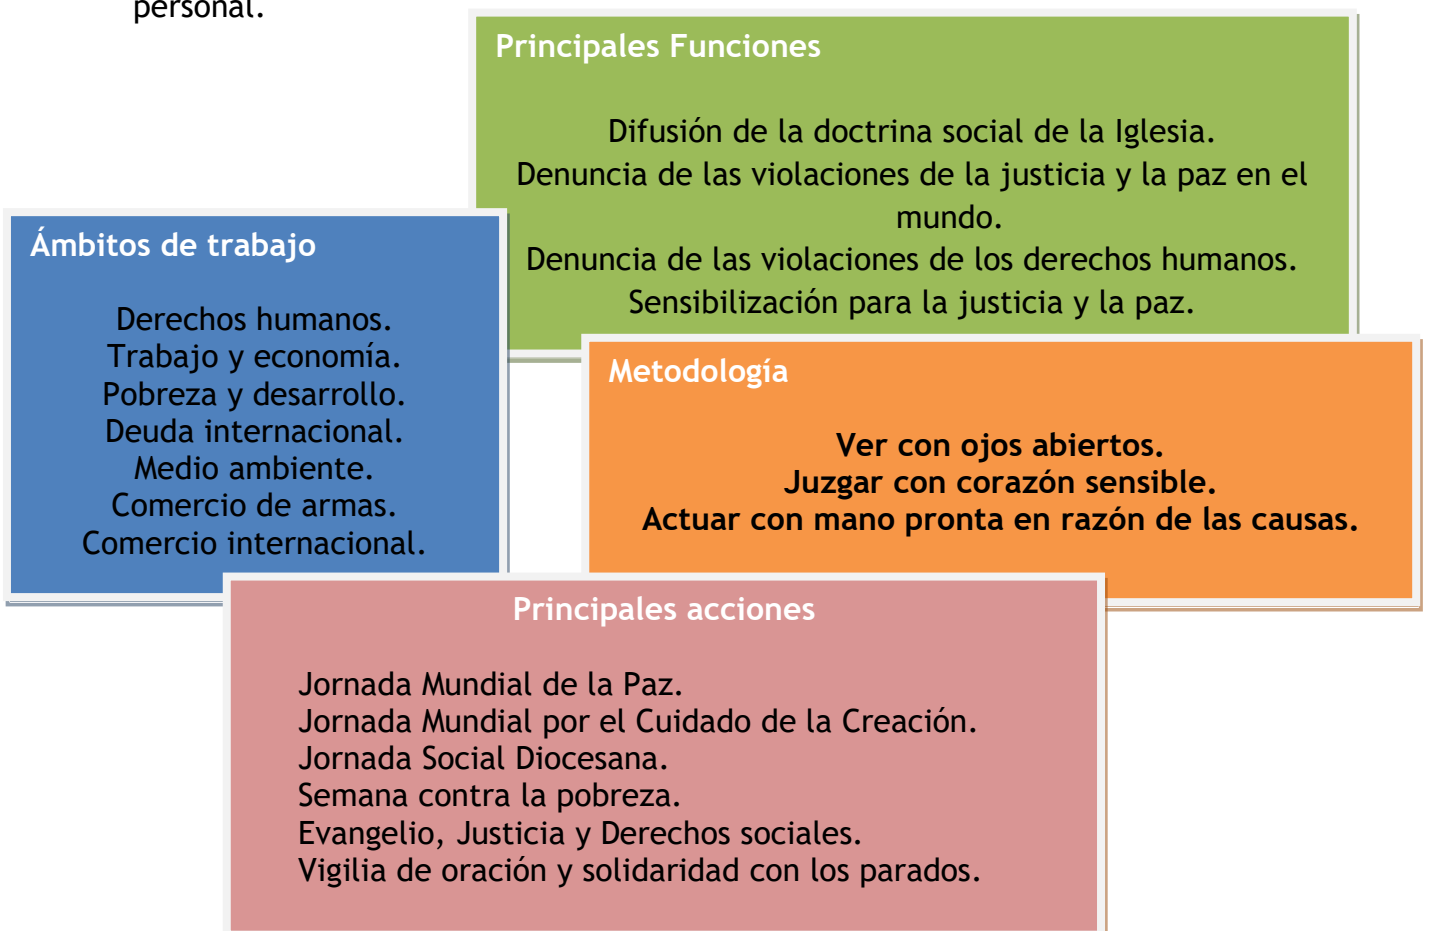 personal.
Principales Funciones
Difusión de la doctrina social de la Iglesia.
Denuncia de las violaciones de la justicia y la paz en el
mundo.
Denuncia de las violaciones de los derechos humanos.
Sensibilización para la justicia y la paz.
Ámbitos de trabajo
Derechos humanos.
Trabajo y economía.
Pobreza y desarrollo.
Deuda internacional.
Medio ambiente.
Comercio de armas.
Comercio internacional.
Metodología
Ver con ojos abiertos.
Juzgar con corazón sensible.
Actuar con mano pronta en razón de las causas.
Principales acciones
Jornada Mundial de la Paz.
Jornada Mundial por el Cuidado de la Creación.
Jornada Social Diocesana.
Semana contra la pobreza.
Evangelio, Justicia y Derechos sociales.
Vigilia de oración y solidaridad con los parados.